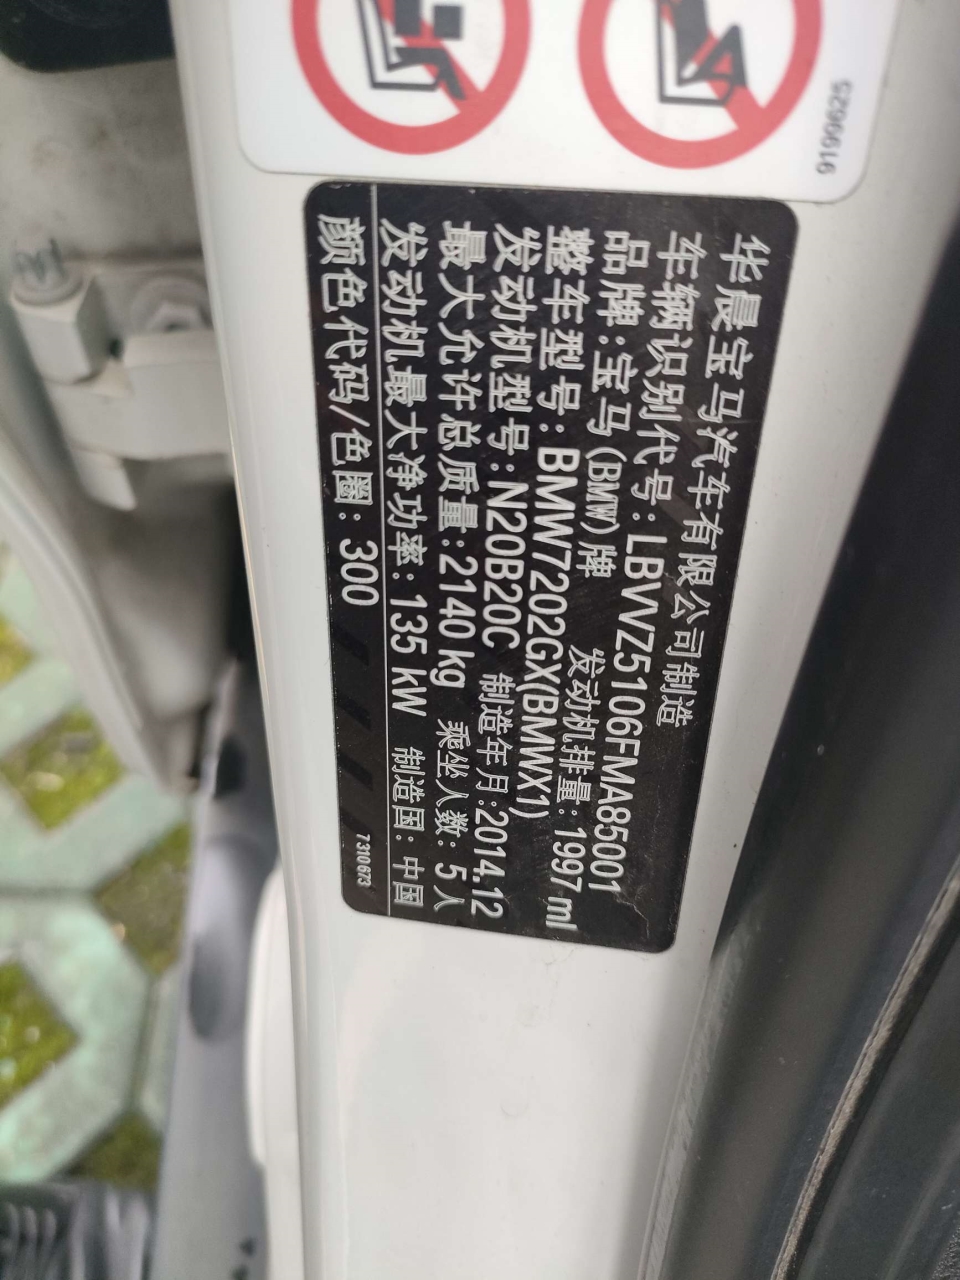 9199625
华晨宝马汽车有限公司制造
车辆识别代号:LBVVZ5106FMA85001
品牌:宝马(BMW)牌 发动机排量:1997 ml
整车型号:BMW7202GX(BMWX1)
发动机型号:N20B20C 制造年月:2014.12
最大允许总质量:2140 kg 乘坐人数:5人
发动机最大净功率:135 kW 制造国:中国
颜色代码/色圈:300
7310673